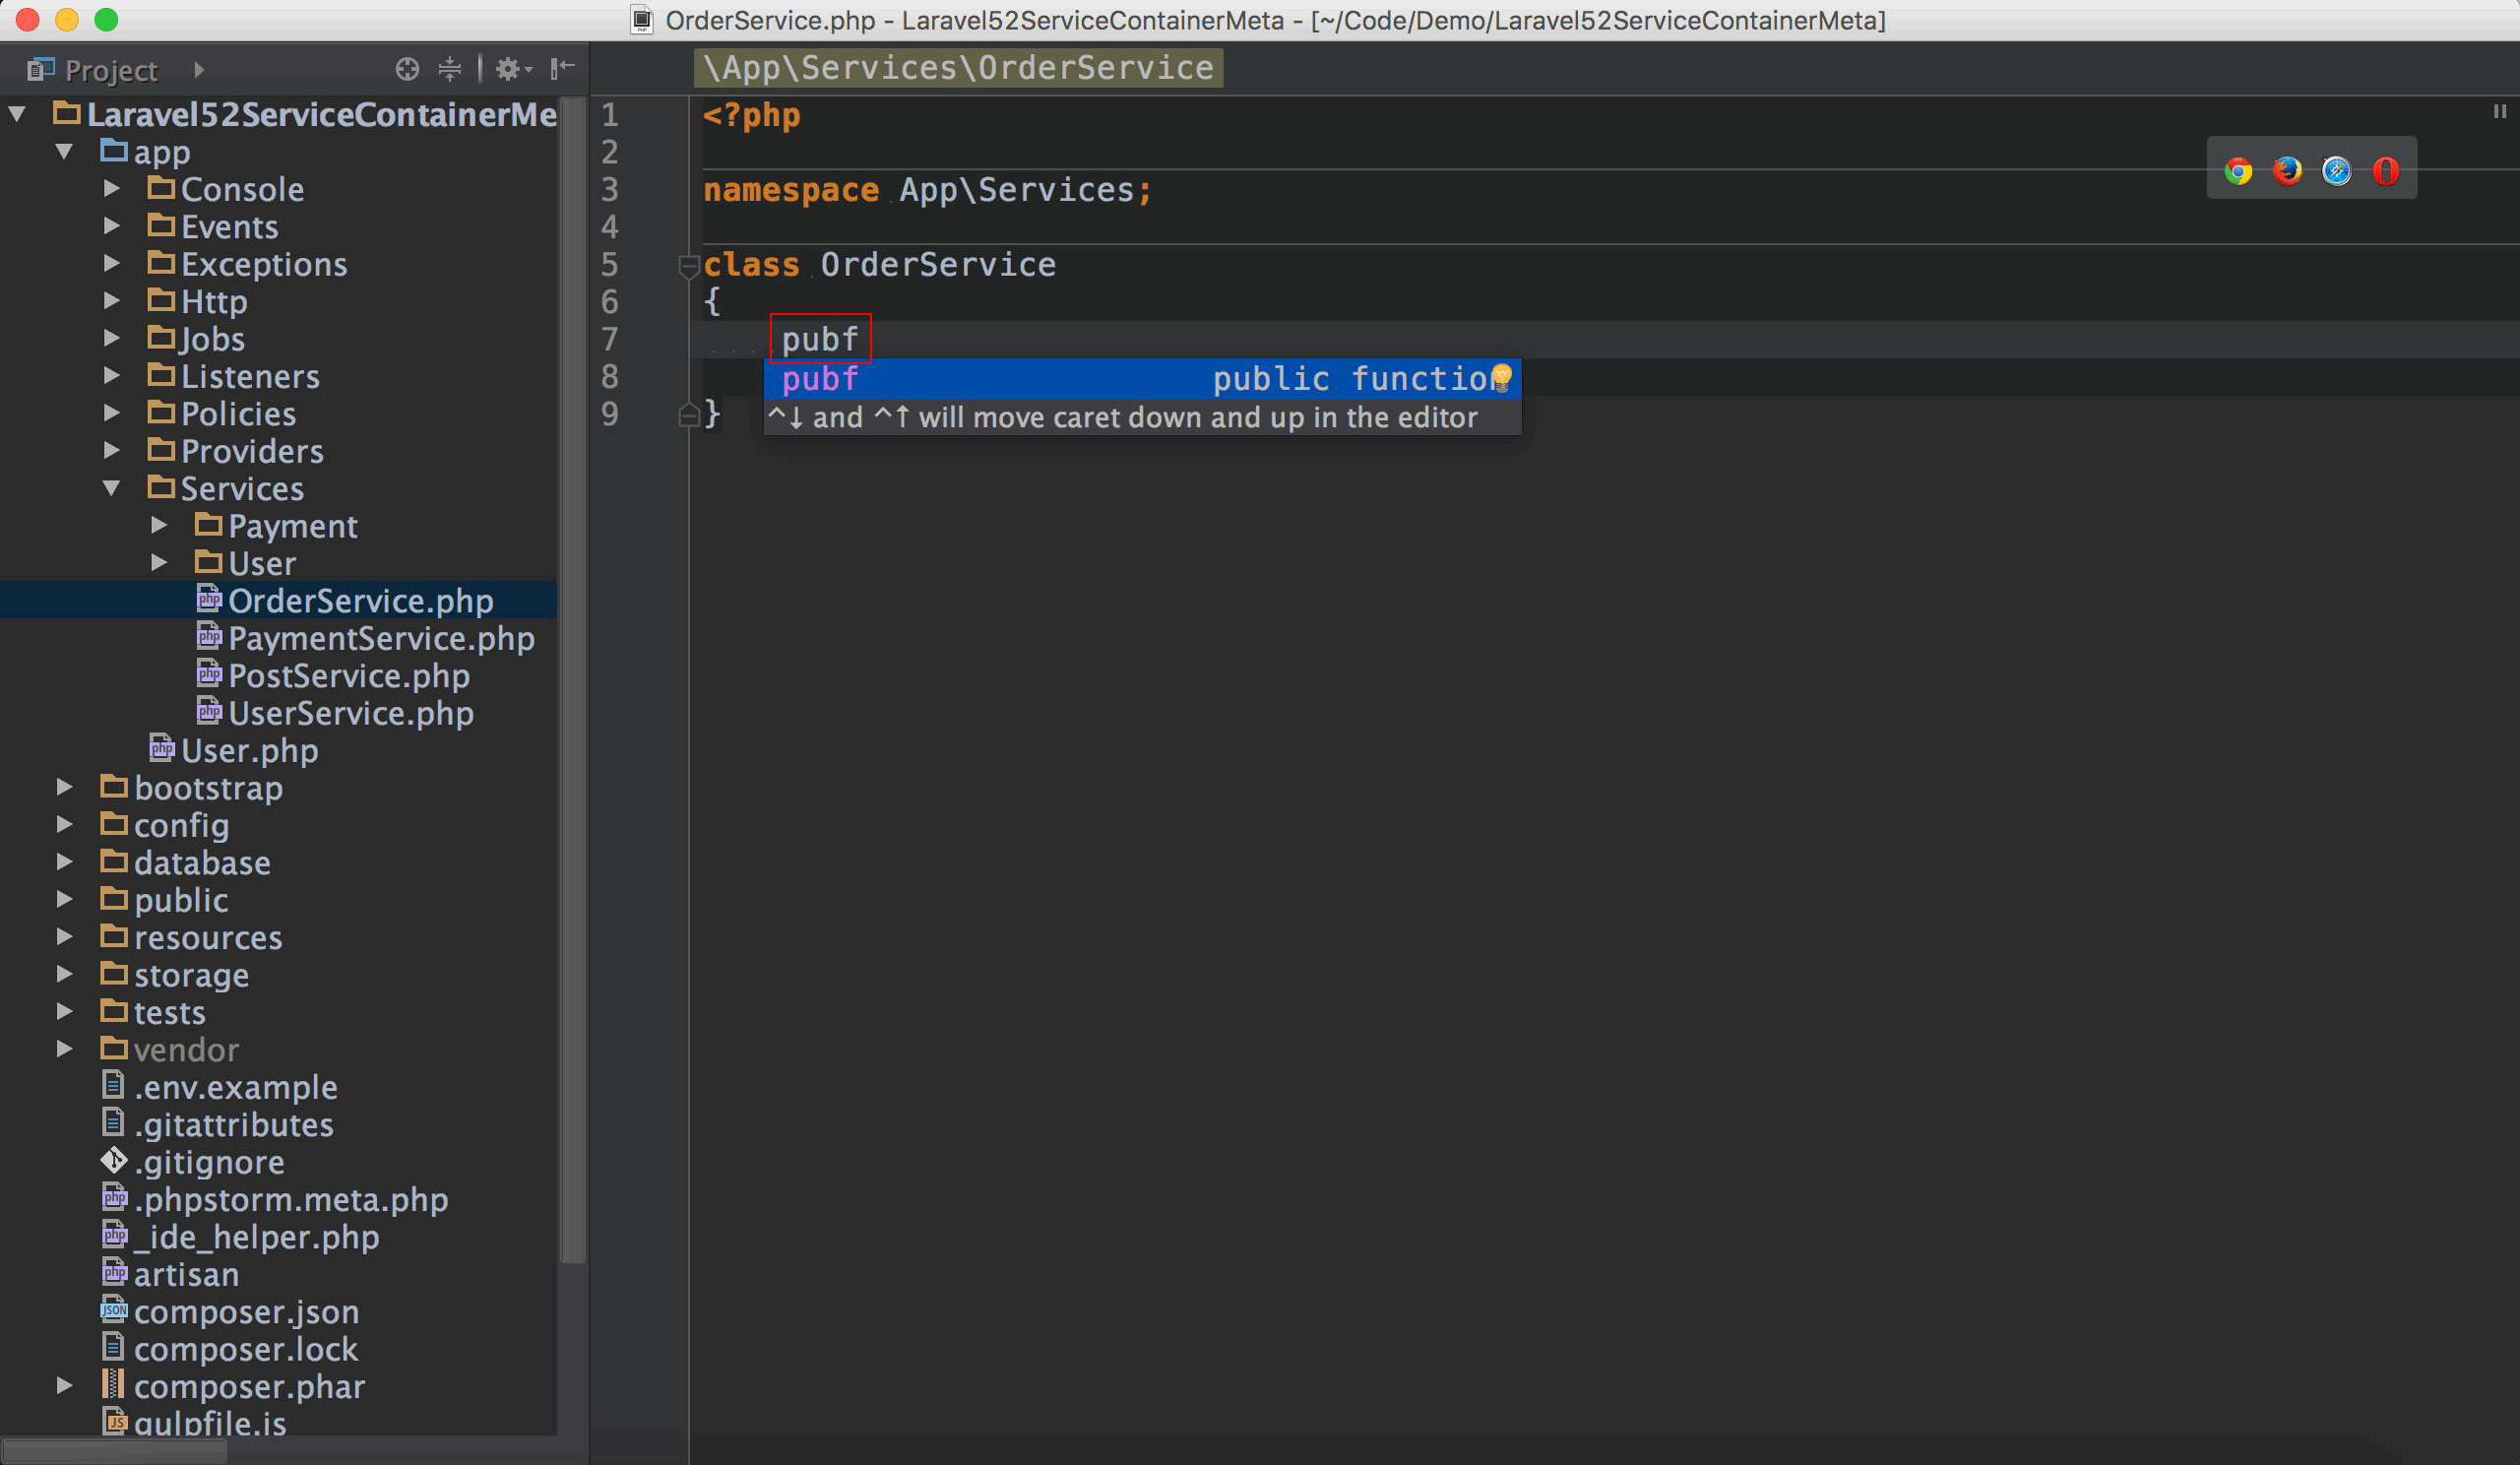 OrderService.php - Laravel52ServiceContainerMeta - [~/Code/Demo/Laravel52ServiceContainerMeta]
Project
Laravel52ServiceContainerMe
app
Console
Events
Exceptions
Http
Jobs
Listeners
Policies
Providers
Services
Payment
User
OrderService.php
PaymentService.php
PostService.php
UserService.php
User.php
bootstrap
config
database
public
resources
storage
tests
vendor
.env.example
.gitattributes
.gitignore
.phpstorm.meta.php
_ide_helper.php
artisan
composer.json
composer.lock
composer.phar
gulpfile.js
\App\Services\OrderService
1 <?php
2
3 namespace App\Services;
4
5 class OrderService
6 {
7 pubf
8
pubf public function
^↓ and ^↑ will move caret down and up in the editor
9 }